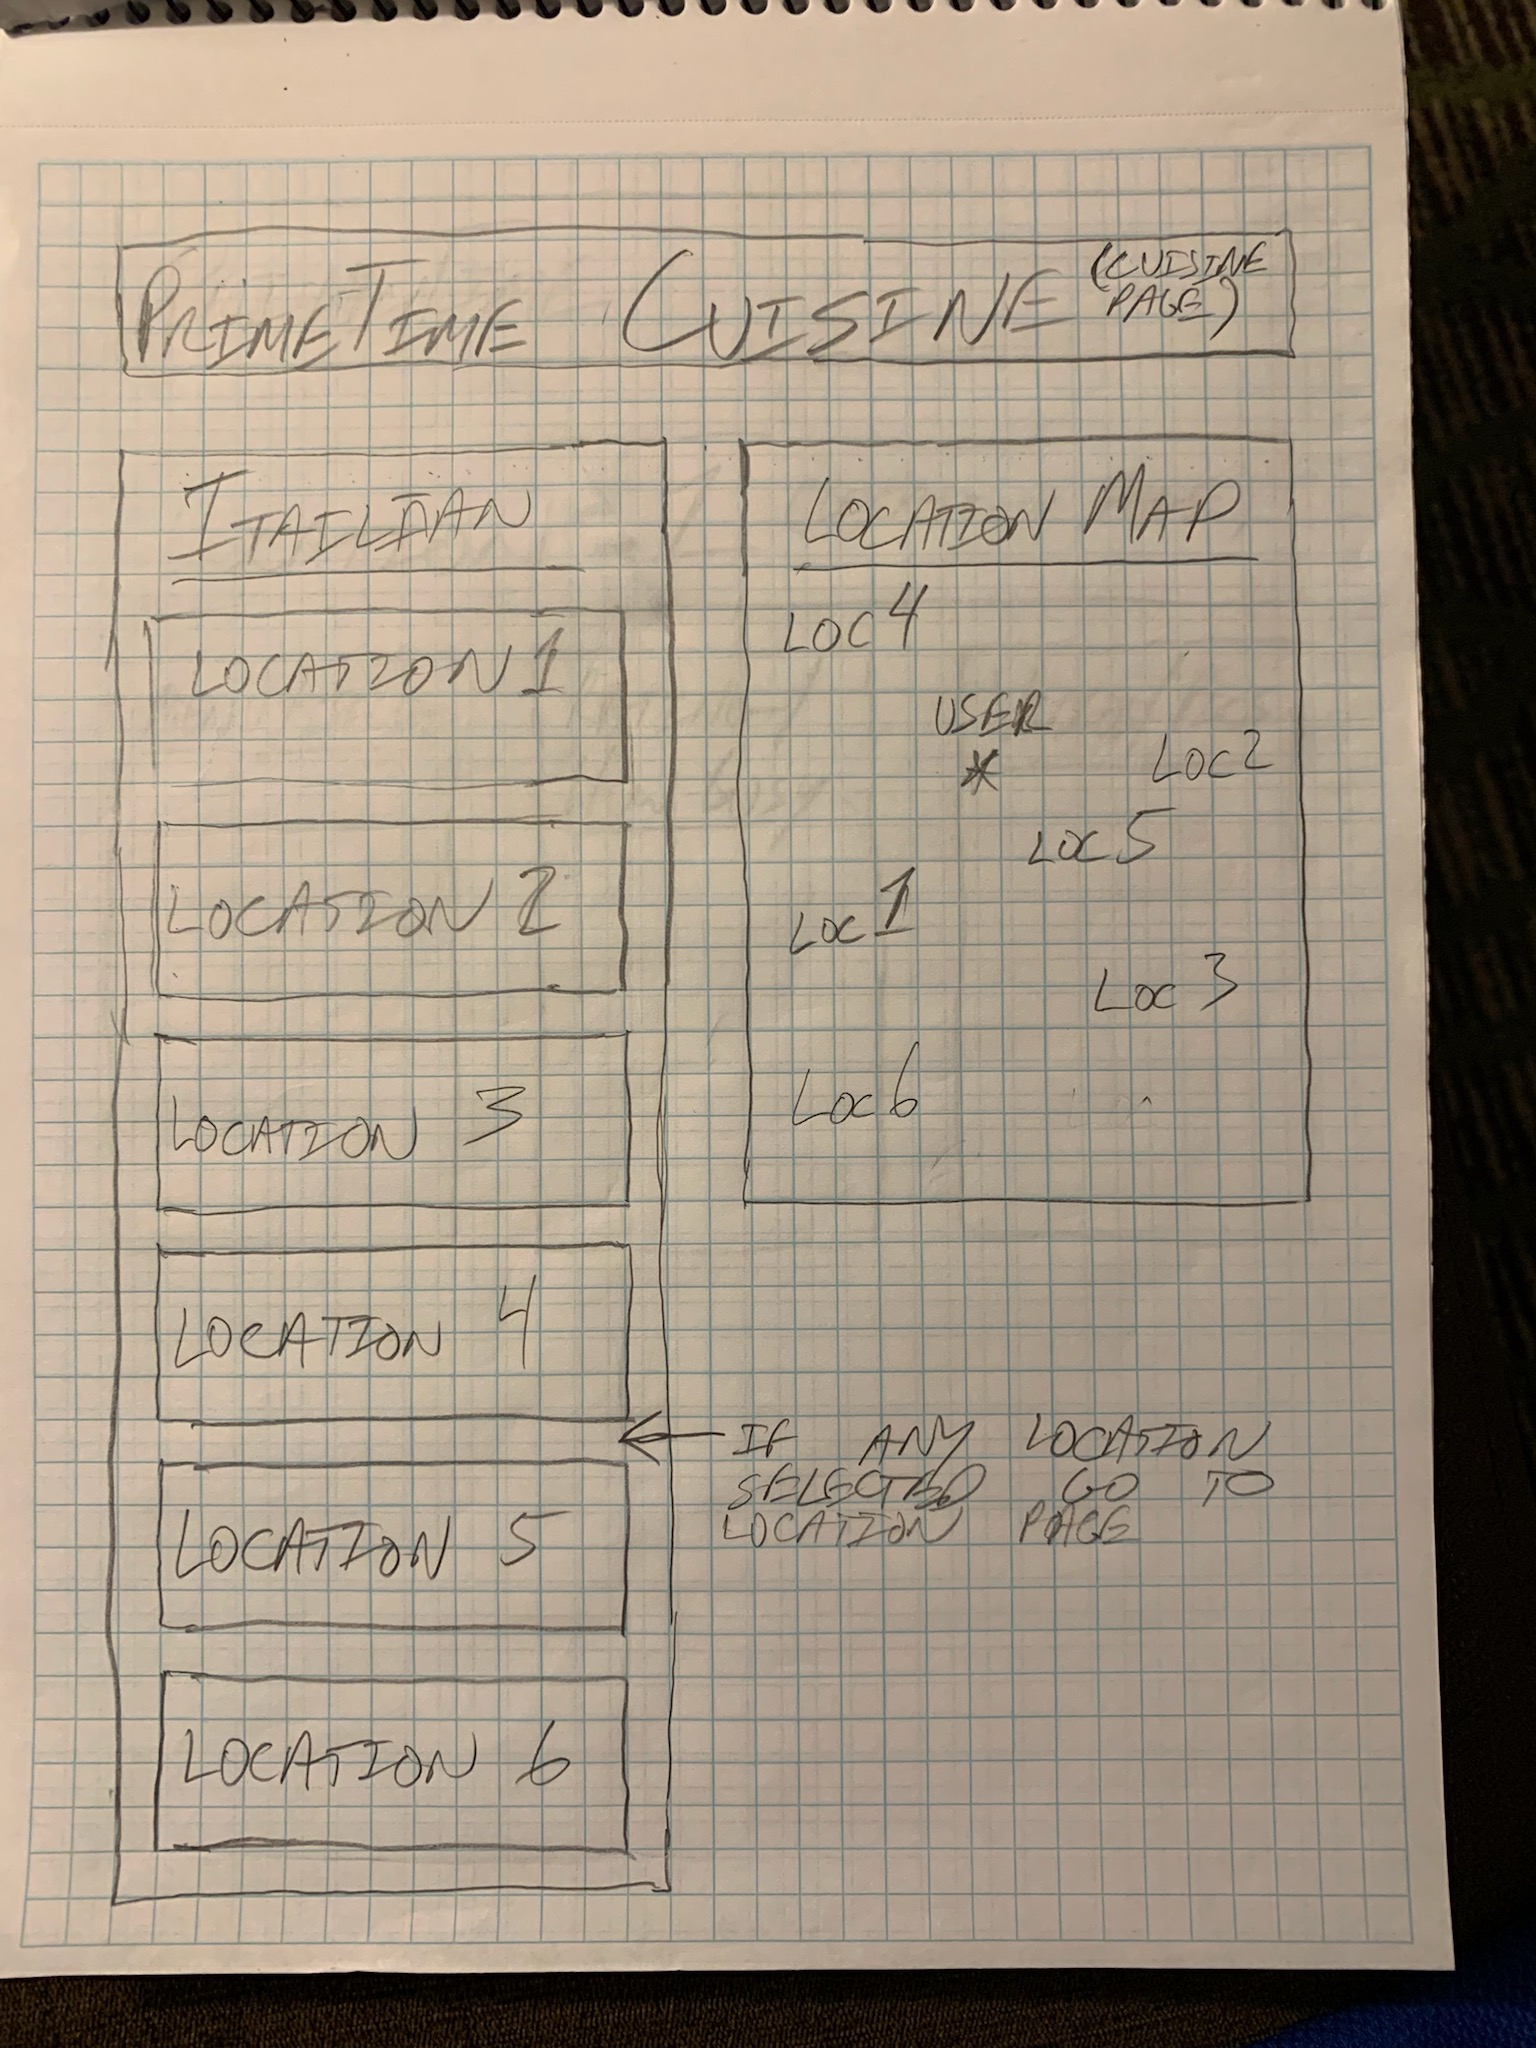 PRIMETIME CUISINE (CUISINE
PAGE)
ITAILIAN
LOCATION 1
LOCATION 2
LOCATION 3
LOCATION 4
LOCATION 5
LOCATION 6
LOCATION MAP
LOC 4
USER
*
LOC 2
LOC 5
LOC 1
LOC 3
LOC 6
IF ANY LOCATION
SELECTED GO TO
LOCATION PAGE